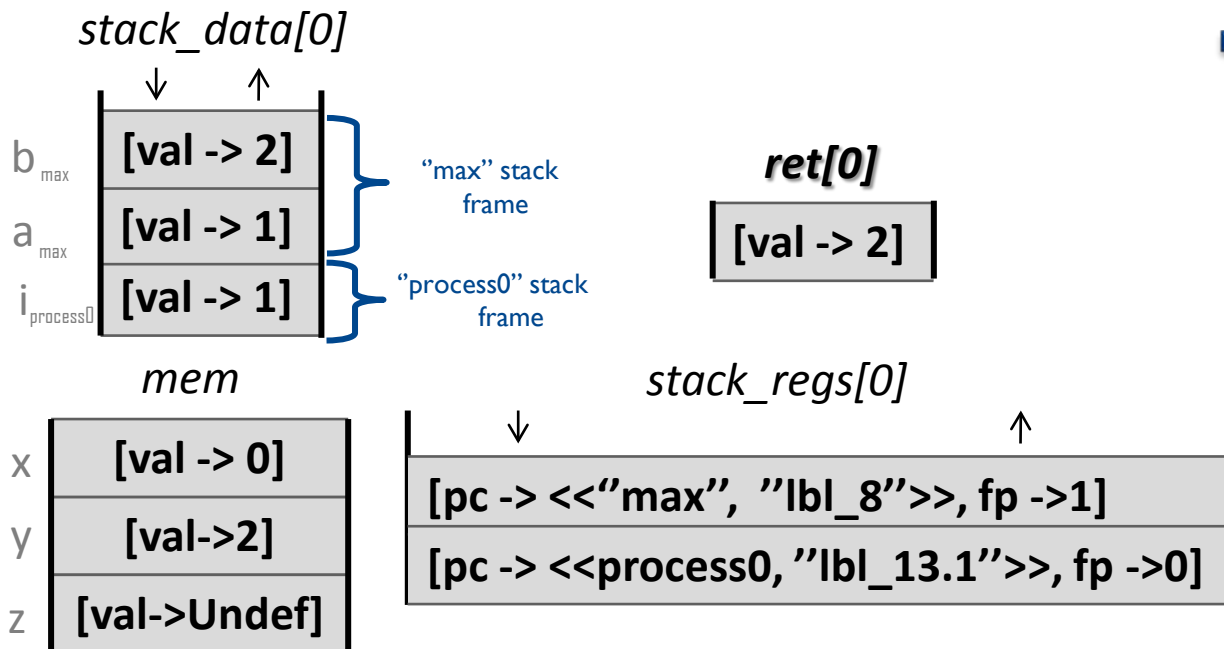 stack_data[0]
b max
[val -> 2]
a max
[val -> 1]
i process0
[val -> 1]
‘’max’’ stack
frame
‘’process0’’ stack
frame
ret[0]
[val -> 2]
mem
x
[val -> 0]
y
[val->2]
z
[val->Undef]
stack_regs[0]
[pc -> <<‘’max’’, ’’lbl_8’’>>, fp ->1]
[pc -> <<process0, ’’lbl_13.1’’>>, fp ->0]